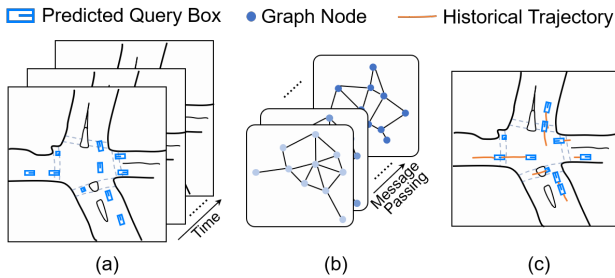 Predicted Query Box Graph Node Historical Trajectory
Time
Message
Passing
(a) (b) (c)